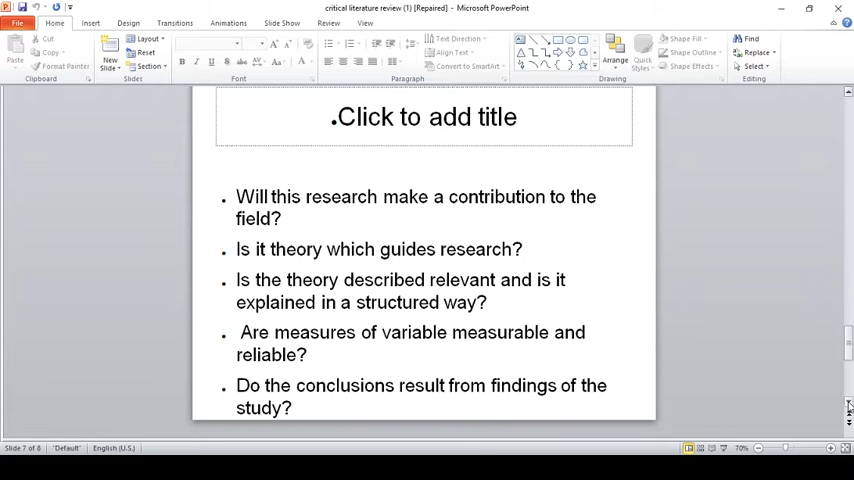 critical literature review (1) [Repaired] - Microsoft PowerPoint
File Home Insert Design Transitions Animations Slide Show Research Review View
Paste Cut Copy Format Painter Clipboard
New Slide Layout Reset Section Slides
B I U S abc AV Aa A Font
Text Direction Align Text Convert to SmartArt Paragraph
Arrange Quick Styles Shape Fill Shape Outline Shape Effects Drawing
Find Replace Select Editing
•Click to add title
• Will this research make a contribution to the
field?
• Is it theory which guides research?
• Is the theory described relevant and is it
explained in a structured way?
• Are measures of variable measurable and
reliable?
• Do the conclusions result from findings of the
study?
Slide 7 of 8 "Default" English (U.S.) 70%